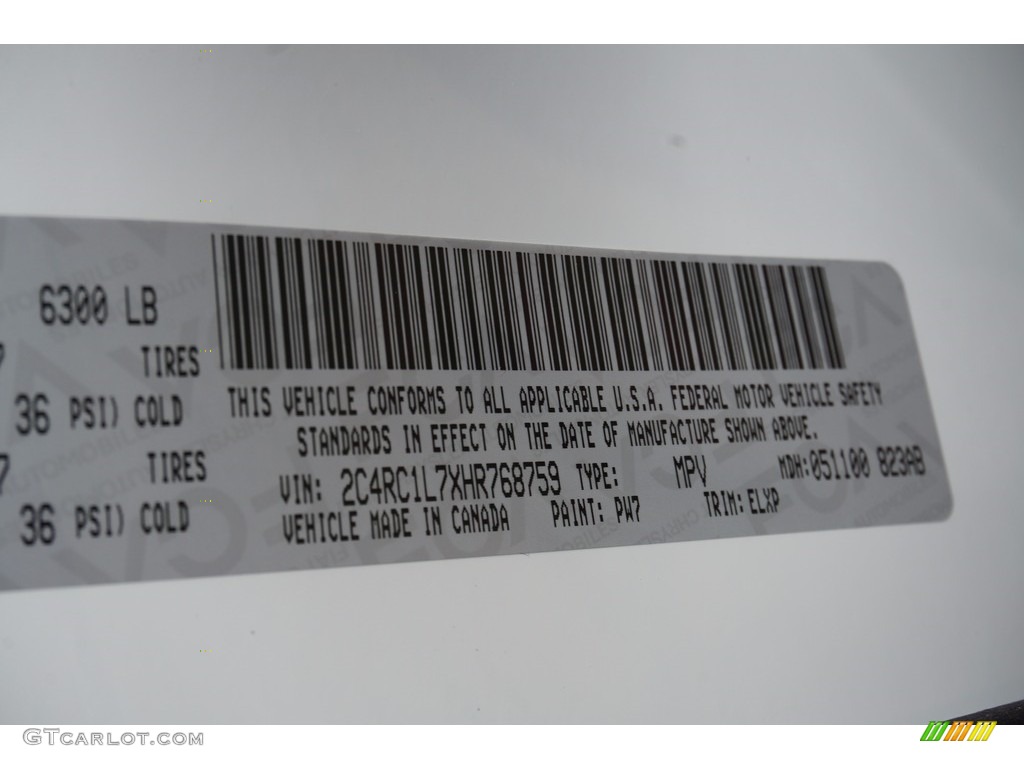 6300 LB
TIRES
36 PSI) COLD
TIRES
36 PSI) COLD
THIS VEHICLE CONFORMS TO ALL APPLICABLE U.S.A. FEDERAL MOTOR VEHICLE SAFETY
STANDARDS IN EFFECT ON THE DATE OF MANUFACTURE SHOWN ABOVE.
VIN: 2C4RC1L7XHR768759 TYPE: MPV MDH: 051100 823AB
VEHICLE MADE IN CANADA PAINT: PW7 TRIM: ELXP
GTCARLOT.COM